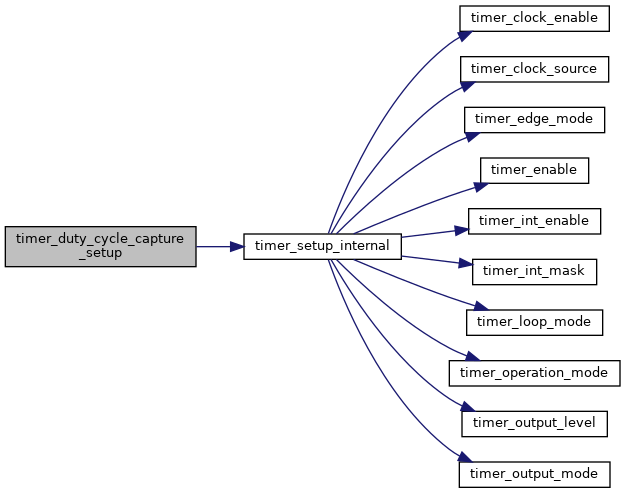 timer_duty_cycle_capture
_setup
timer_setup_internal
timer_clock_enable
timer_clock_source
timer_edge_mode
timer_enable
timer_int_enable
timer_int_mask
timer_loop_mode
timer_operation_mode
timer_output_level
timer_output_mode